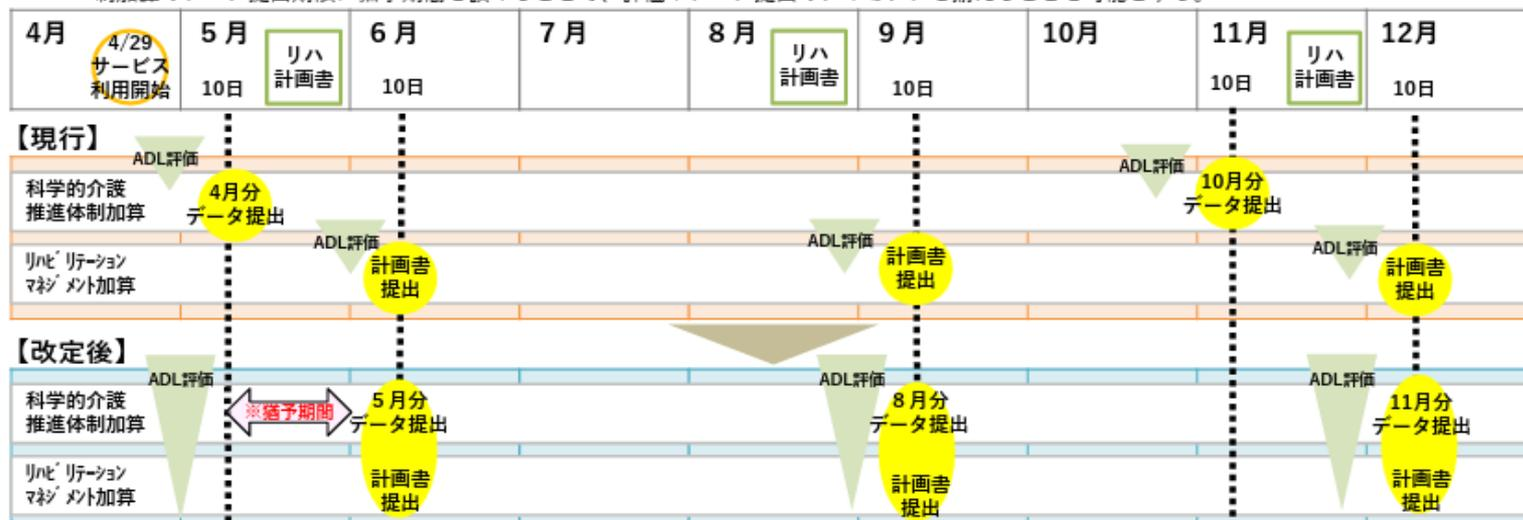 4月
5月
6月
7月
8月
9月
10月
11月
12月
4/29
サービス
利用開始
リハ
計画書
リハ
計画書
リハ
計画書
10日
10日
10日
10日
10日
【現行】
ADL評価
ADL評価
科学的介護
推進体制加算
4月分
データ提出
10月分
データ提出
ADL評価
ADL評価
ADL評価
リハビリテーション
マネジメント加算
計画書
提出
計画書
提出
計画書
提出
【改定後】
ADL評価
ADL評価
ADL評価
科学的介護
推進体制加算
※猶予期間
5月分
データ提出
8月分
データ提出
11月分
データ提出
リハビリテーション
マネジメント加算
計画書
提出
計画書
提出
計画書
提出